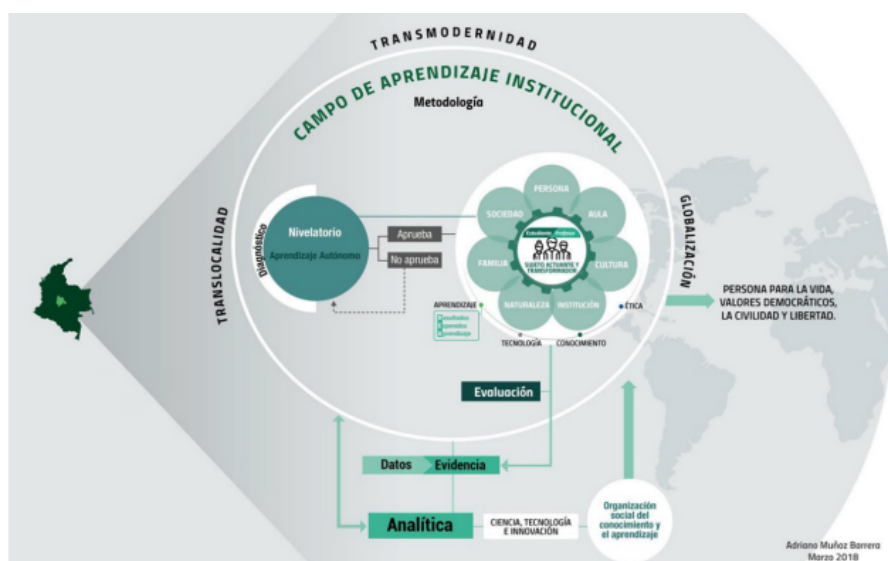 TRANSMODERNIDAD
CAMPO DE APRENDIZAJE INSTITUCIONAL
Metodología
TRANSLOCALIDAD
GLOBALIZACIÓN
Diagnóstico
Nivelatorio
Aprendizaje Autónomo
Aprueba
No aprueba
PERSONA
SOCIEDAD
AULA
FAMILIA
CULTURA
NATURALEZA
INSTITUCIÓN
Estudiante
Profesor
SUJETO ACTUANTE Y
TRANSFORMADOR
APRENDIZAJE
Resultados
Esperados
Aprendizaje
TECNOLOGÍA
CONOCIMIENTO
ÉTICA
PERSONA PARA LA VIDA,
VALORES DEMOCRÁTICOS,
LA CIVILIDAD Y LIBERTAD.
Evaluación
Datos
Evidencia
Analítica
CIENCIA, TECNOLOGÍA
E INNOVACIÓN
Organización
social del
conocimiento y
el aprendizaje
Adriano Muñoz Barrera
Marzo 2018